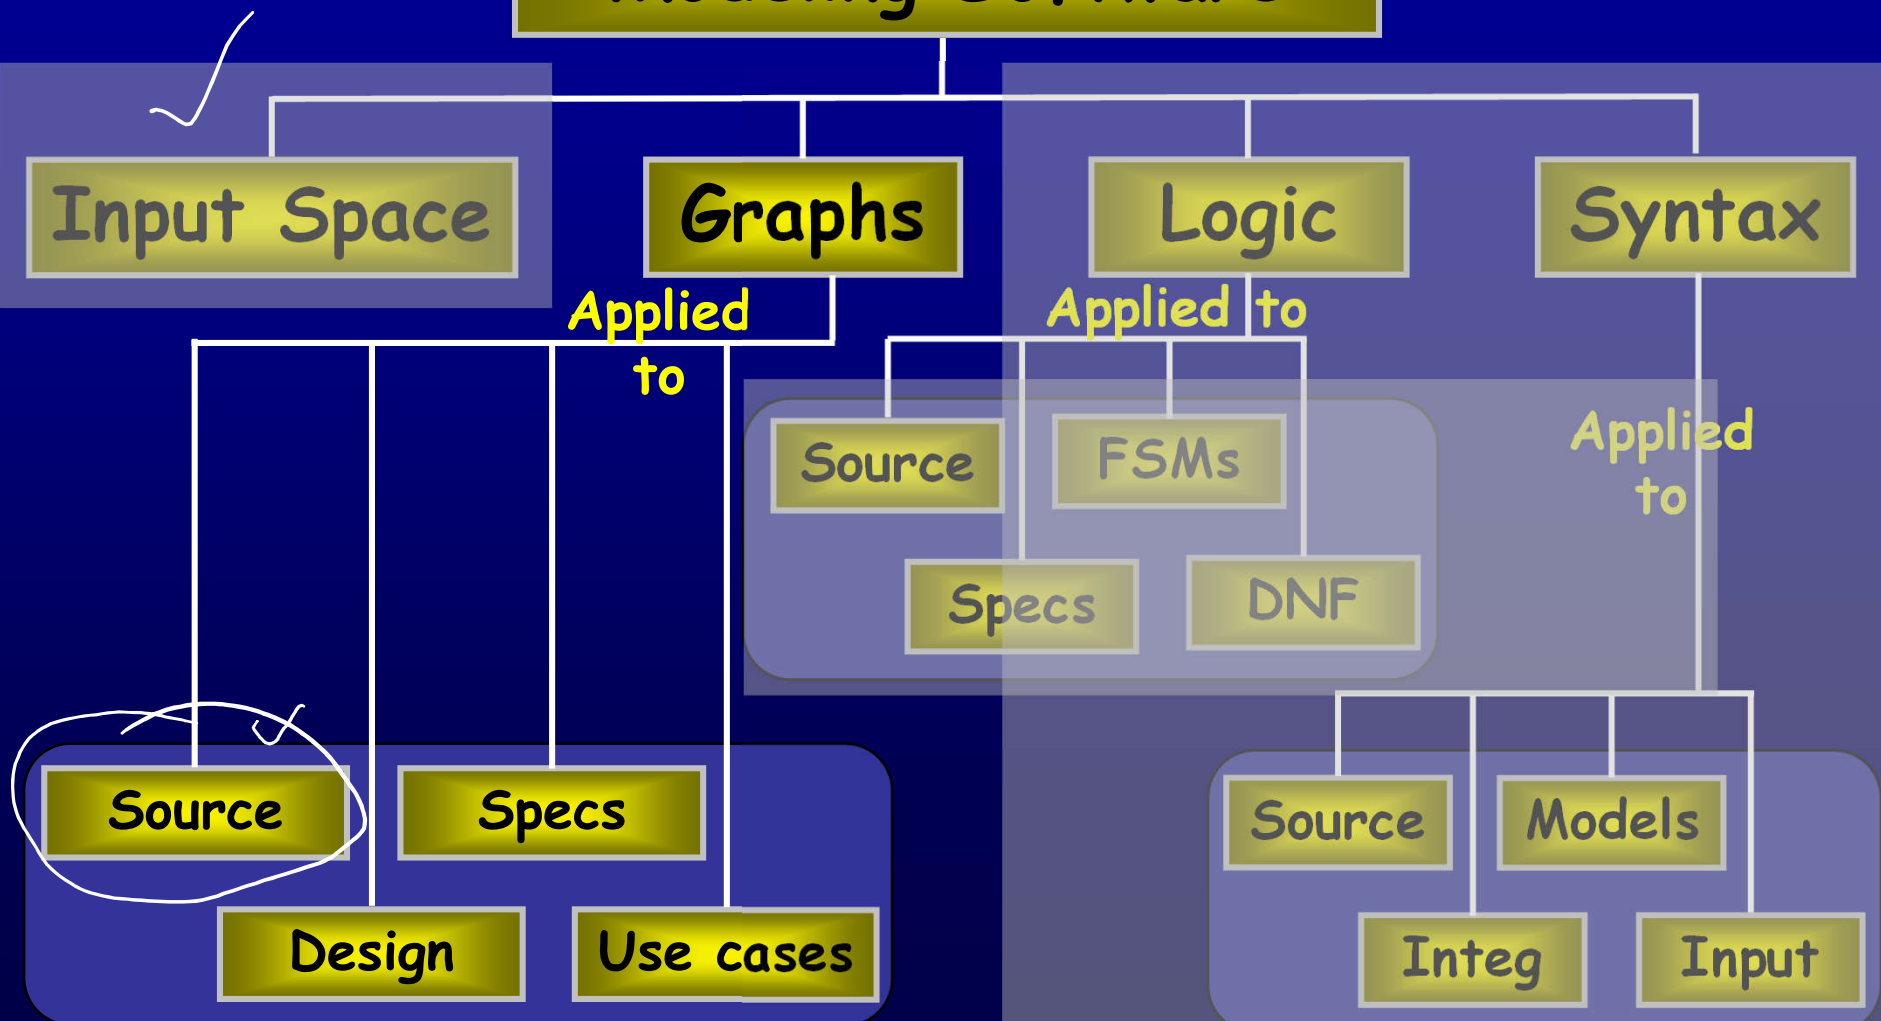 Input Space
Graphs
Logic
Syntax
Applied
to
Applied to
Applied
to
Source
FSMs
Specs
DNF
Source
Specs
Design
Use cases
Source
Models
Integ
Input